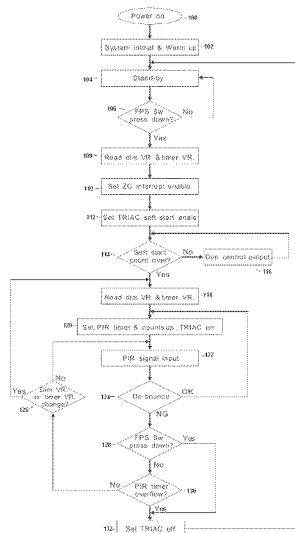 Power on
100
System initial & Warm up
102
104
Stand-by
106
FPS Sw press down?
No
Yes
108
Read dim VR & timer VR.
110
Set ZC interrupt enable
112
Set TRIAC soft start angle
114
Soft start count over?
No
control output
116
Yes
Read dim VR & timer VR.
118
120
Set PIR timer & counts up, TRIAC on
PIR signal input
122
No
Yes
Dim VR. or timer VR. change?
126
124
De bounce
OK
NG
128
FPS Sw press down?
Yes
No
No
PIR timer overflow?
130
Yes
132
Set TRIAC off